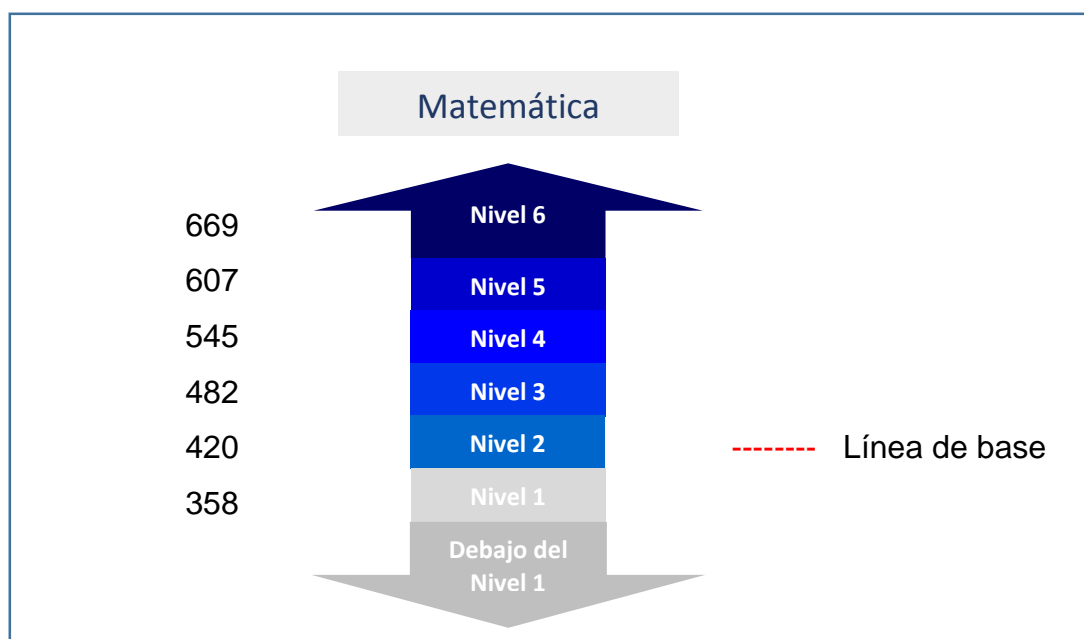 Matemática
669
Nivel 6
607
Nivel 5
545
Nivel 4
482
Nivel 3
420
Nivel 2
-------- Línea de base
358
Nivel 1
Debajo del
Nivel 1